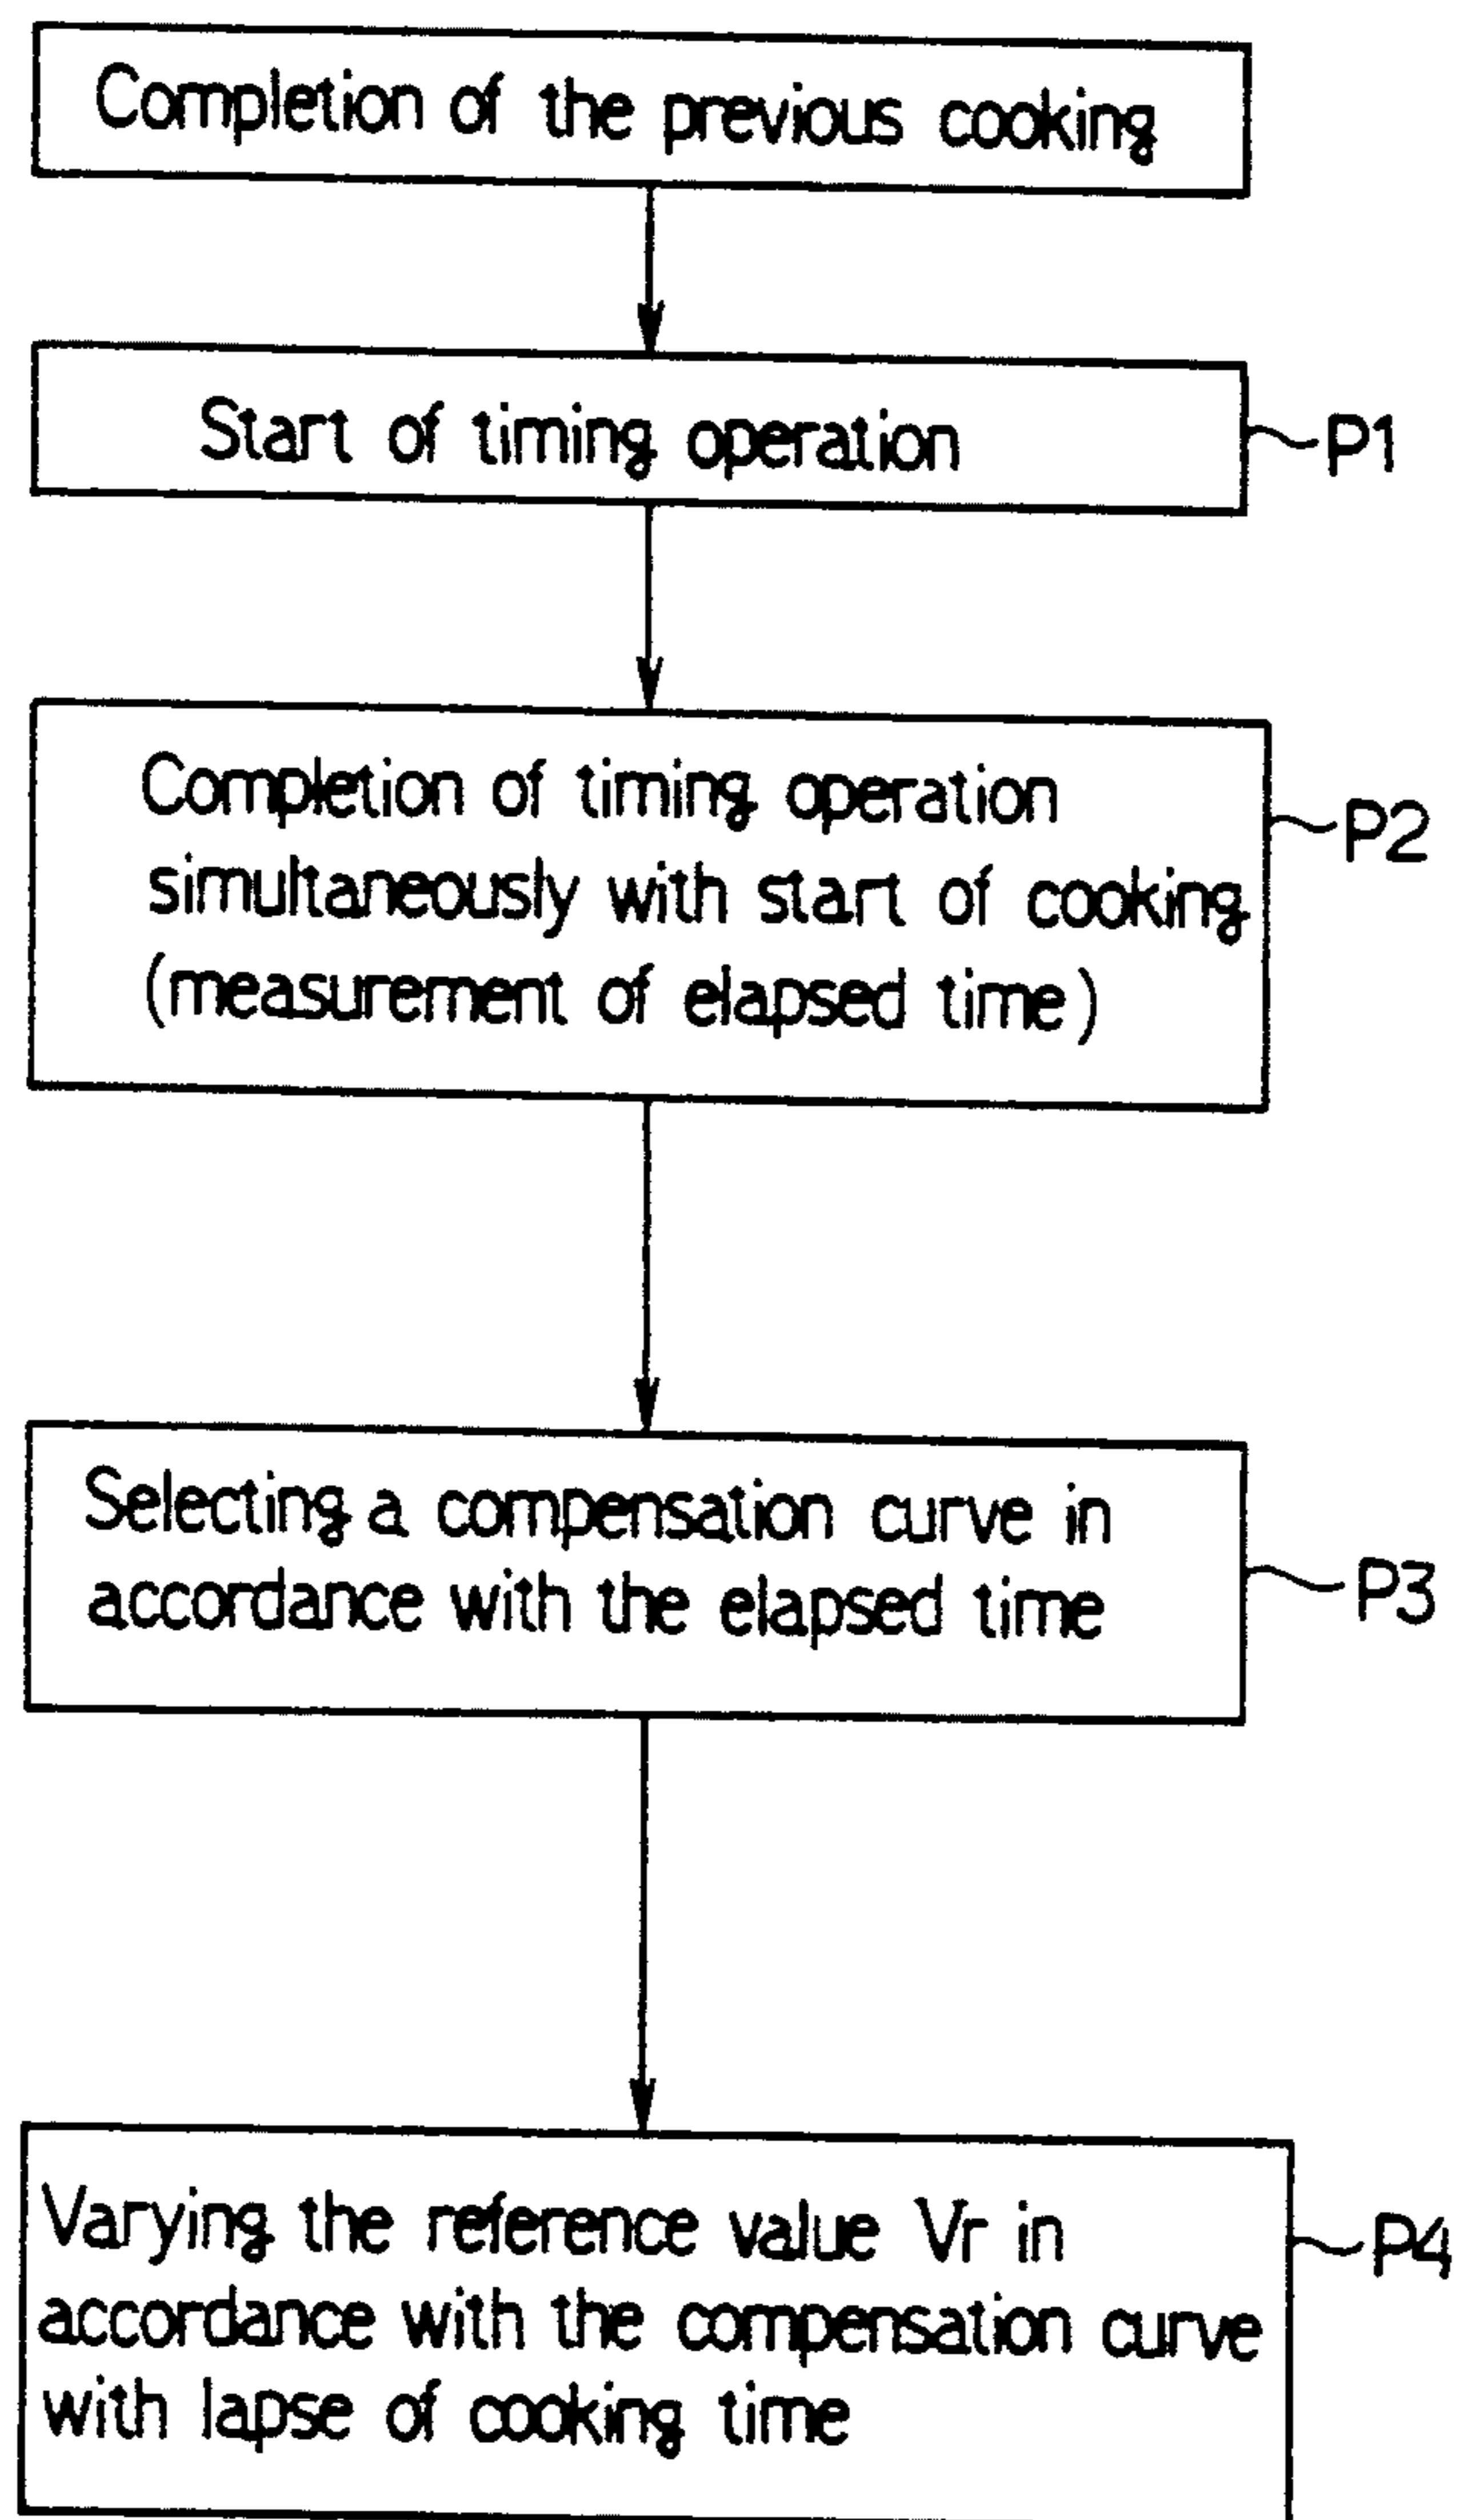 Completion of the previous cooking
Start of timing operation
P1
Completion of timing operation
simultaneously with start of cooking
(measurement of elapsed time)
P2
Selecting a compensation curve in
accordance with the elapsed time
P3
Varying the reference value Vr in
accordance with the compensation curve
with lapse of cooking time
P4